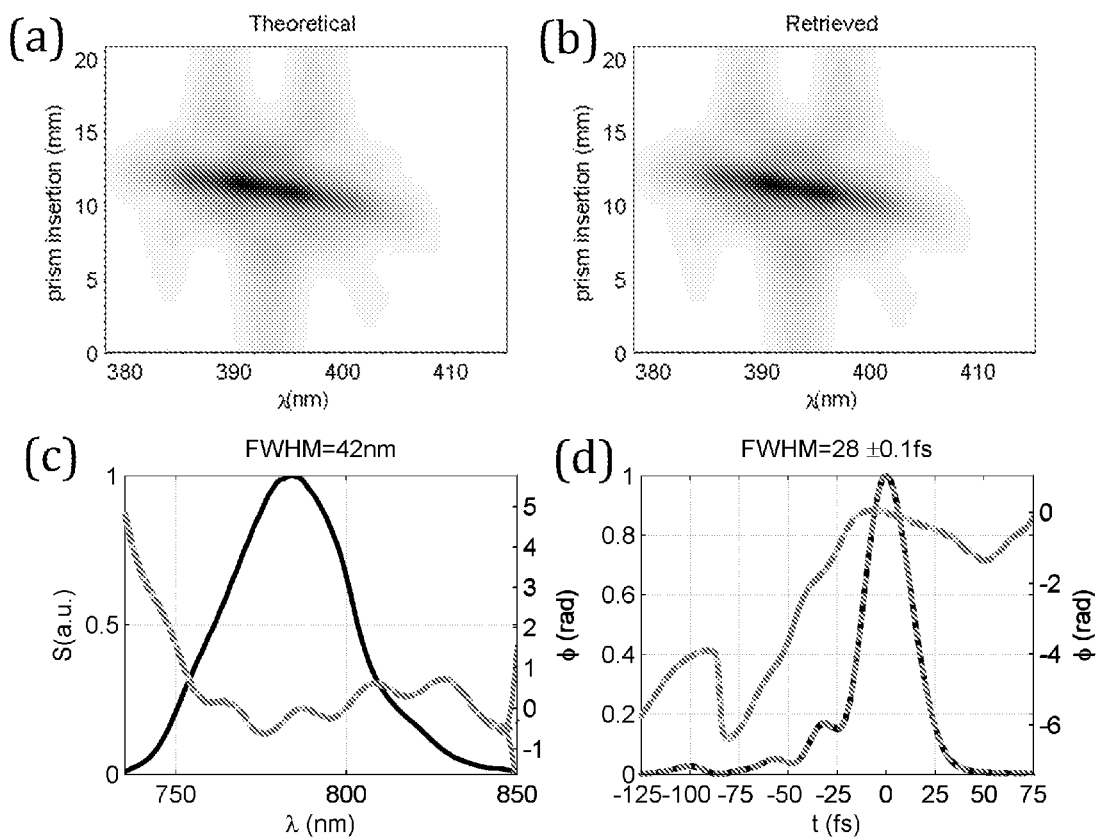 (a)
Theoretical
prism insertion (mm)
20
15
10
5
0
380
390
400
410
λ(nm)
(b)
Retrieved
prism insertion (mm)
20
15
10
5
0
380
390
400
410
λ(nm)
(c)
FWHM=42nm
S(a.u.)
1
0.5
0
5
4
3
2
1
0
-1
ϕ (rad)
750
800
850
λ (nm)
(d)
FWHM=28 ±0.1fs
1
0.8
0.6
0.4
0.2
0
0
-2
-4
-6
ϕ (rad)
-125
-100
-75
-50
-25
0
25
50
75
t (fs)